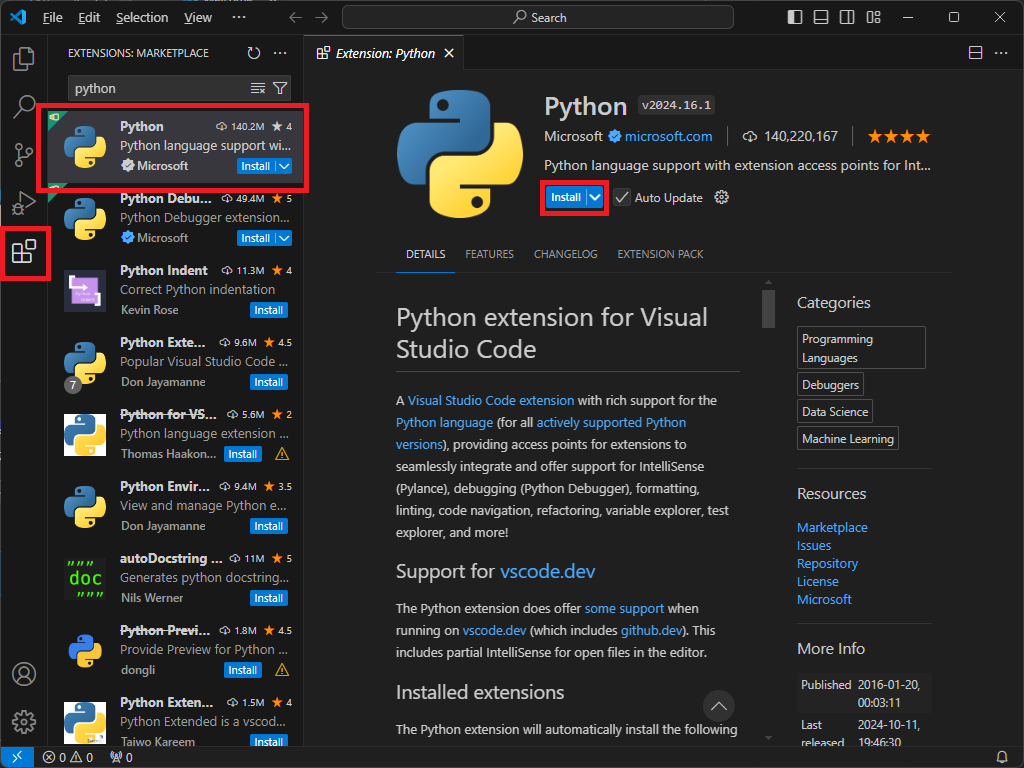 File Edit Selection View ···
Search
EXTENSIONS: MARKETPLACE
python
Python 140.2M ★ 4
Python language support wi...
Microsoft Install
Python Debu... 49.4M ★ 5
Python Debugger extension...
Microsoft Install
Python Indent 11.3M ★ 4
Correct Python indentation
Kevin Rose Install
Python Exte... 9.6M ★ 4.5
Popular Visual Studio Code ...
7
Don Jayamanne Install
Python for VS... 5.6M ★ 2
Python language extension ...
Thomas Haakon... Install
Python Envir... 9.4M ★ 3.5
View and manage Python e...
Don Jayamanne Install
"""
doc
"""
autoDocstring ... 11M ★ 5
Generates python docstring...
Nils Werner Install
Python Previ... 1.8M ★ 4.5
Provide Preview for Python ...
dongli Install
Python Exten... 1.5M ★ 4
Python Extended is a vscod...
Taiwo Kareem Install
Extension: Python
Python v2024.16.1
Microsoft microsoft.com 140,220,167 ★★★★
Python language support with extension access points for Int...
Install Auto Update
DETAILS FEATURES CHANGELOG EXTENSION PACK
Python extension for Visual
Studio Code
A Visual Studio Code extension with rich support for the
Python language (for all actively supported Python
versions), providing access points for extensions to
seamlessly integrate and offer support for IntelliSense
(Pylance), debugging (Python Debugger), formatting,
linting, code navigation, refactoring, variable explorer, test
explorer, and more!
Support for vscode.dev
The Python extension does offer some support when
running on vscode.dev (which includes github.dev). This
includes partial IntelliSense for open files in the editor.
Installed extensions
The Python extension will automatically install the following
Categories
Programming
Languages
Debuggers
Data Science
Machine Learning
Resources
Marketplace
Issues
Repository
License
Microsoft
More Info
Published 2016-01-20,
00:03:11
Last 2024-10-11,
released 19:46:30
0 0 0